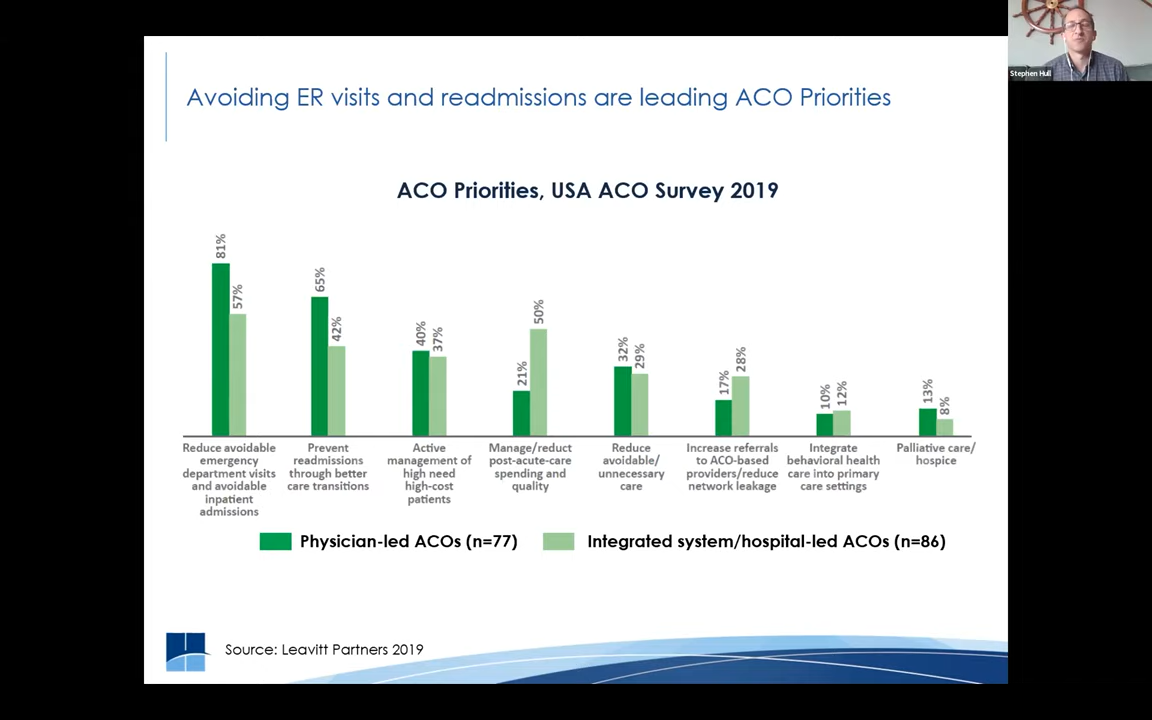 Stephen Hull
Avoiding ER visits and readmissions are leading ACO Priorities
ACO Priorities, USA ACO Survey 2019
81%
57%
65%
42%
40%
37%
21%
50%
32%
29%
17%
28%
10%
12%
13%
8%
Reduce avoidable
emergency
department visits
and avoidable
inpatient
admissions
Prevent
readmissions
through better
care transitions
Active
management of
high need
high-cost
patients
Manage/reduct
post-acute-care
spending and
quality
Reduce
avoidable/
unnecessary
care
Increase referrals
to ACO-based
providers/reduce
network leakage
Integrate
behavioral health
care into primary
care settings
Palliative care/
hospice
Physician-led ACOs (n=77)
Integrated system/hospital-led ACOs (n=86)
Source: Leavitt Partners 2019